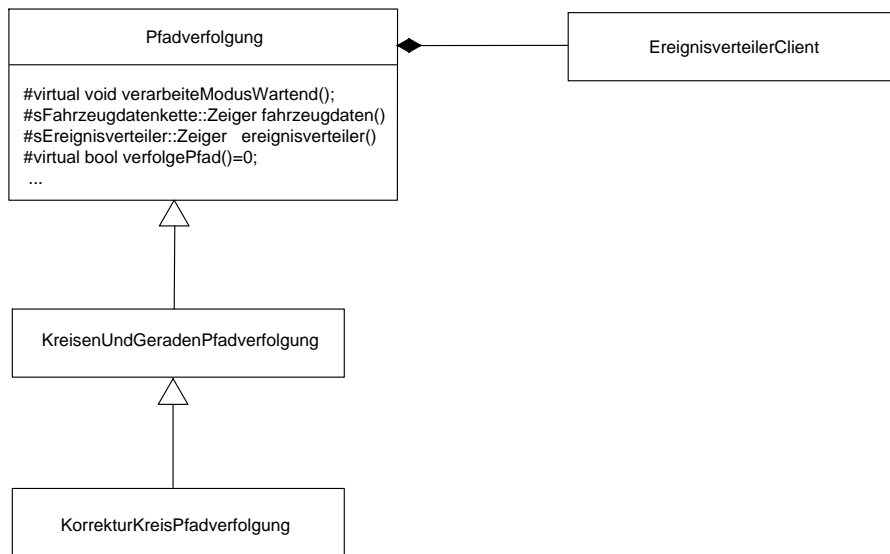 Pfadverfolgung
EreignisverteilerClient
#virtual void verarbeiteModusWartend();
#sFahrzeugdatenkette::Zeiger fahrzeugdaten()
#sEreignisverteiler::Zeiger ereignisverteiler()
#virtual bool verfolgePfad()=0;
...
KreisenUndGeradenPfadverfolgung
KorrekturKreisPfadverfolgung